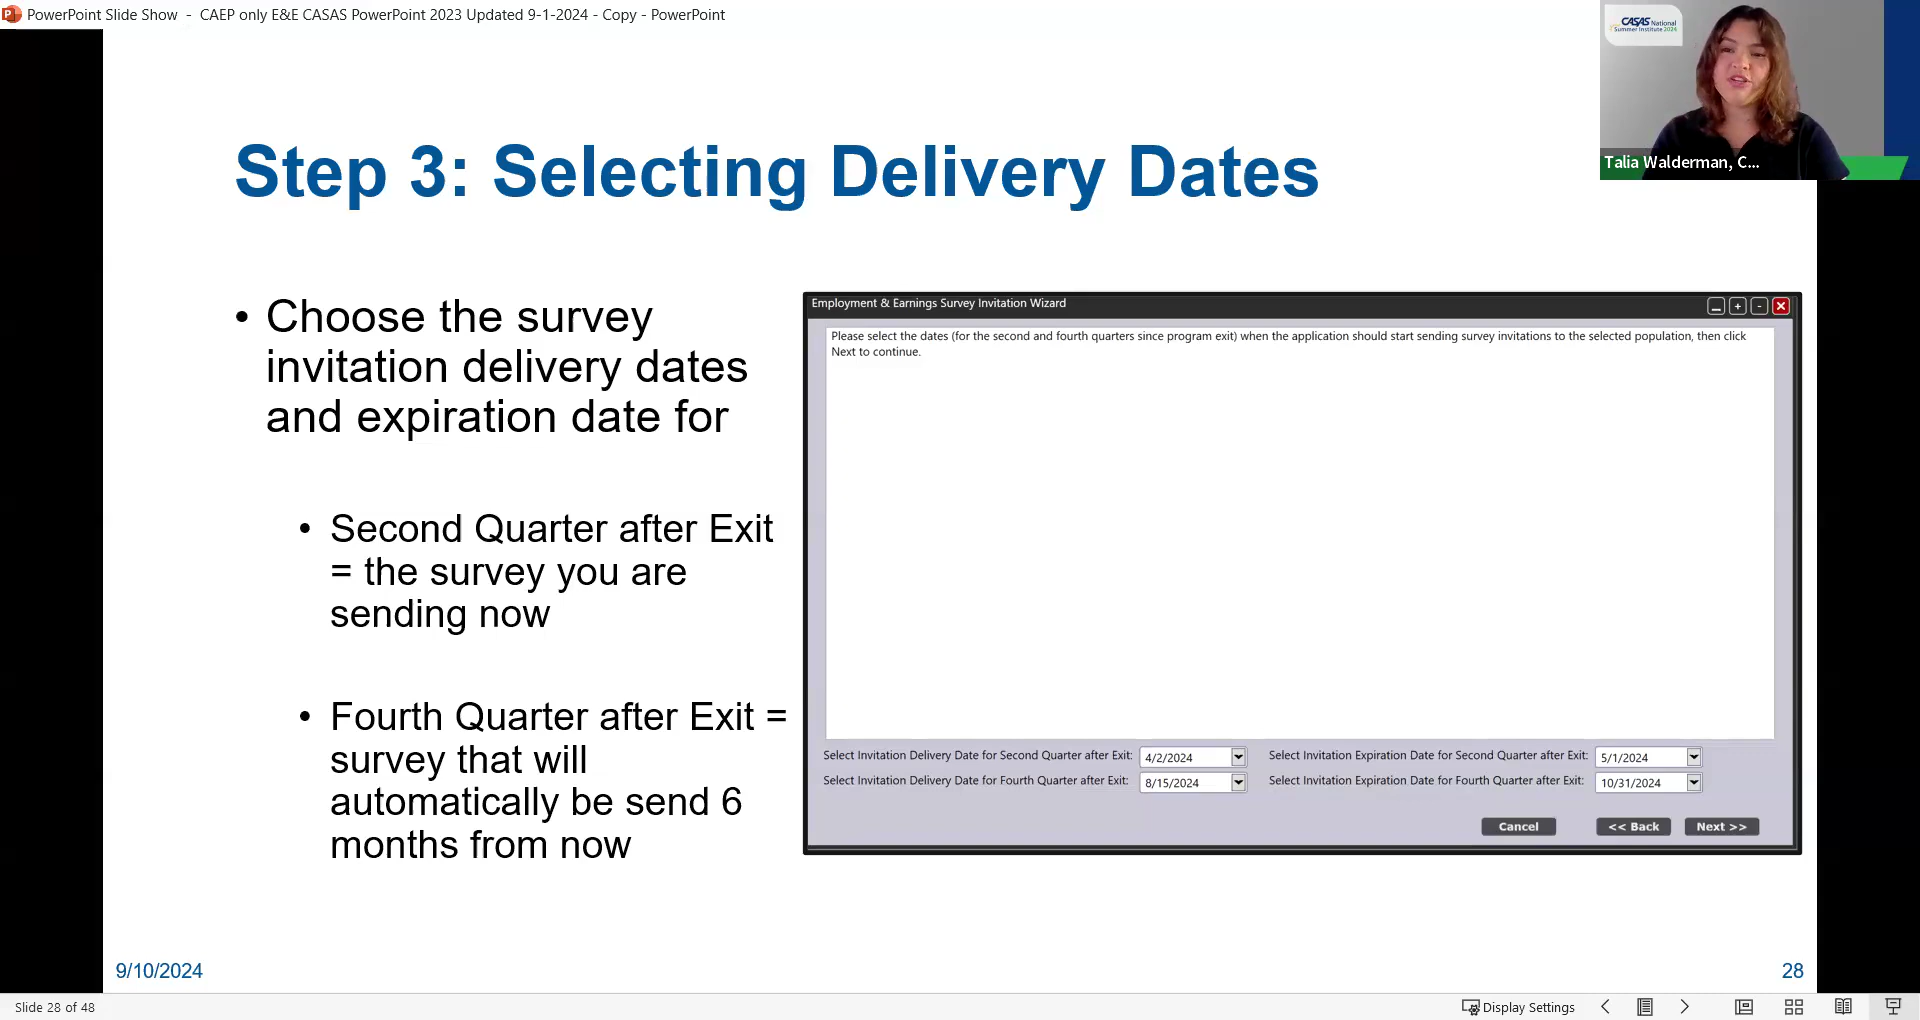 PowerPoint Slide Show - CAEP only E&E CASAS PowerPoint 2023 Updated 9-1-2024 - Copy - PowerPoint
CASAS National
Summer Institute 2024
Talia Walderman, C...
Step 3: Selecting Delivery Dates
• Choose the survey
invitation delivery dates
and expiration date for
• Second Quarter after Exit
= the survey you are
sending now
• Fourth Quarter after Exit =
survey that will
automatically be send 6
months from now
Employment & Earnings Survey Invitation Wizard
Please select the dates (for the second and fourth quarters since program exit) when the application should start sending survey invitations to the selected population, then click
Next to continue.
Select Invitation Delivery Date for Second Quarter after Exit: 4/2/2024 Select Invitation Expiration Date for Second Quarter after Exit: 5/1/2024
Select Invitation Delivery Date for Fourth Quarter after Exit: 8/15/2024 Select Invitation Expiration Date for Fourth Quarter after Exit: 10/31/2024
Cancel << Back Next >>
9/10/2024
28
Slide 28 of 48
Display Settings